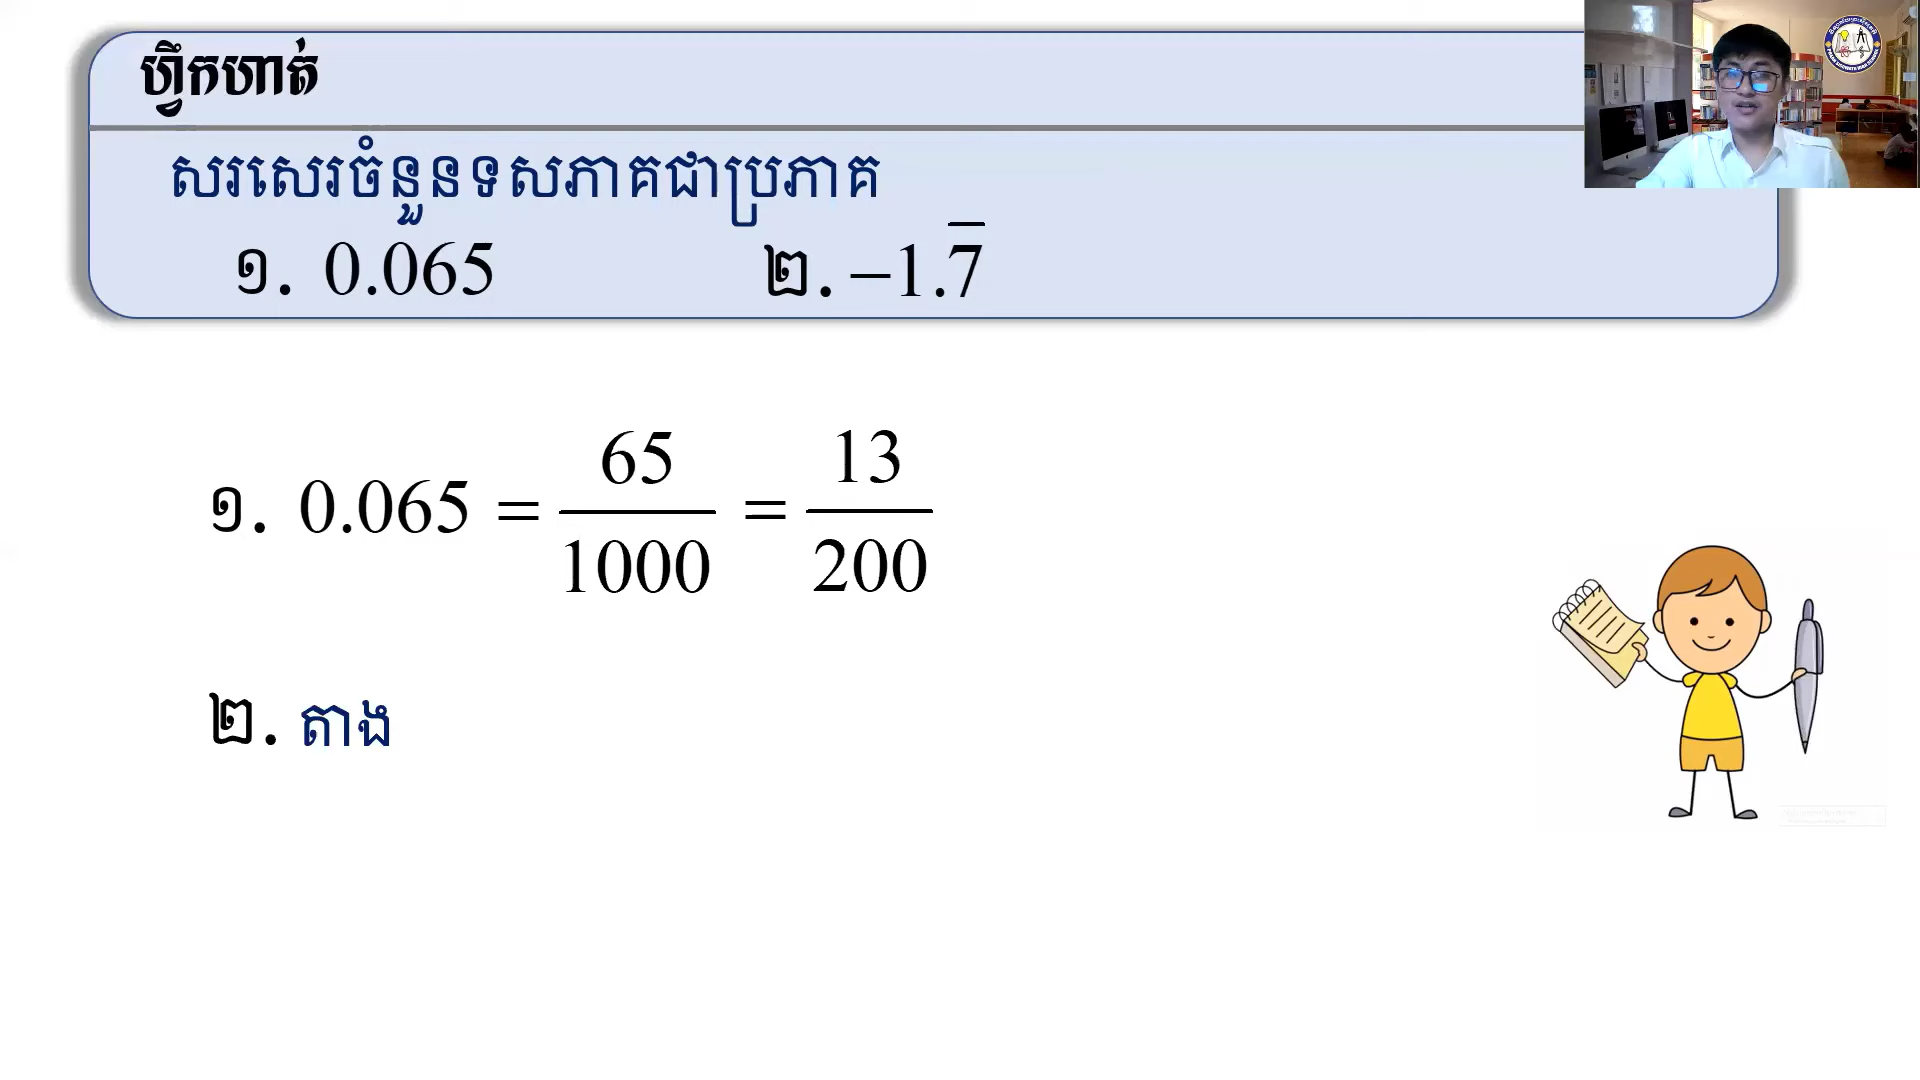 ហ្វឹកហាត់
សរសេរចំនួនទសភាគជាប្រភាគ
១. 0.065 ២. −1.7̅
១. 0.065 = 65/1000 = 13/200
២. តាង